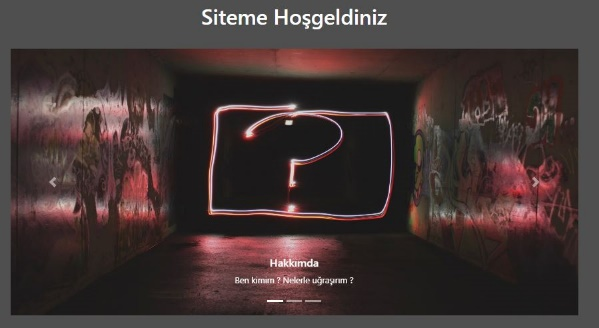 Siteme Hoşgeldiniz
?
Hakkımda
Ben kimim ? Nelerle uğraşırım ?